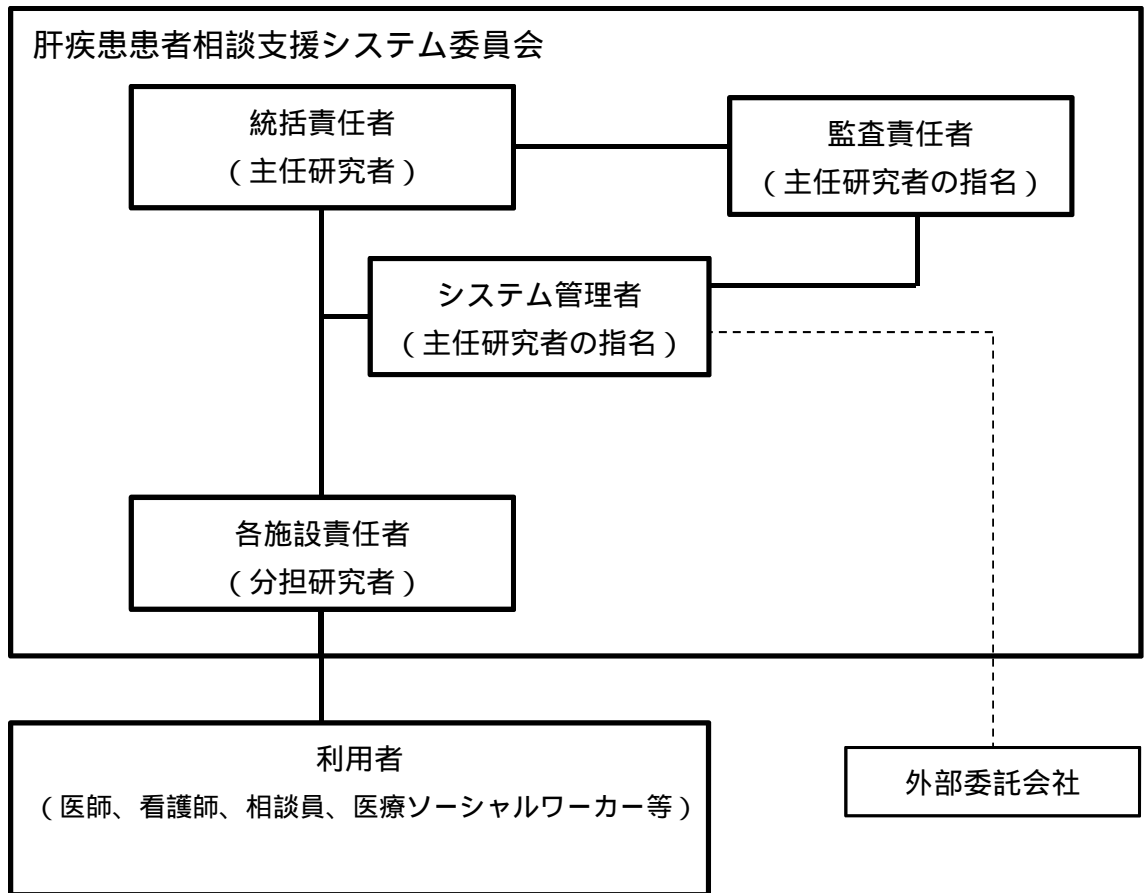 肝疾患患者相談支援システム委員会
統括責任者
（主任研究者）
監査責任者
（主任研究者の指名）
システム管理者
（主任研究者の指名）
各施設責任者
（分担研究者）
利用者
（医師、看護師、相談員、医療ソーシャルワーカー等）
外部委託会社